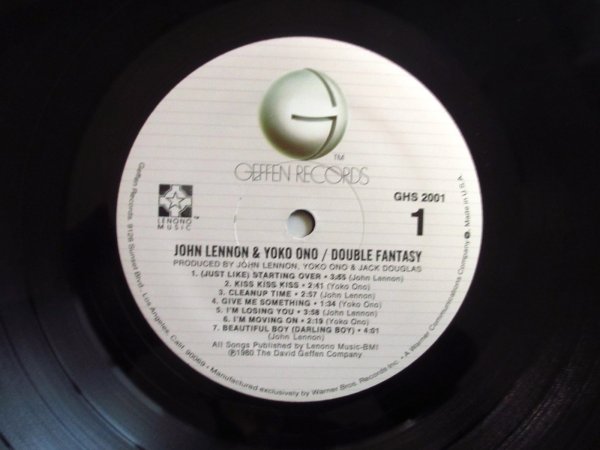 G
TM
GEFFEN RECORDS
GHS 2001
1
LENONO
MUSIC
TM
JOHN LENNON & YOKO ONO / DOUBLE FANTASY
PRODUCED BY JOHN LENNON, YOKO ONO & JACK DOUGLAS
1. (JUST LIKE) STARTING OVER • 3:55 (John Lennon)
2. KISS KISS KISS • 2:41 (Yoko Ono)
3. CLEANUP TIME • 2:57 (John Lennon)
4. GIVE ME SOMETHING • 1:34 (Yoko Ono)
5. I'M LOSING YOU • 3:58 (John Lennon)
6. I'M MOVING ON • 2:19 (Yoko Ono)
7. BEAUTIFUL BOY (DARLING BOY) • 4:01
(John Lennon)
All Songs Published by Lenono Music-BMI
℗1980 The David Geffen Company
Geffen Records, 9126 Sunset Blvd., Los Angeles, Calif. 90069 • Manufactured exclusively by Warner Bros. Records Inc., • A Warner Communications Company • Made in U.S.A.